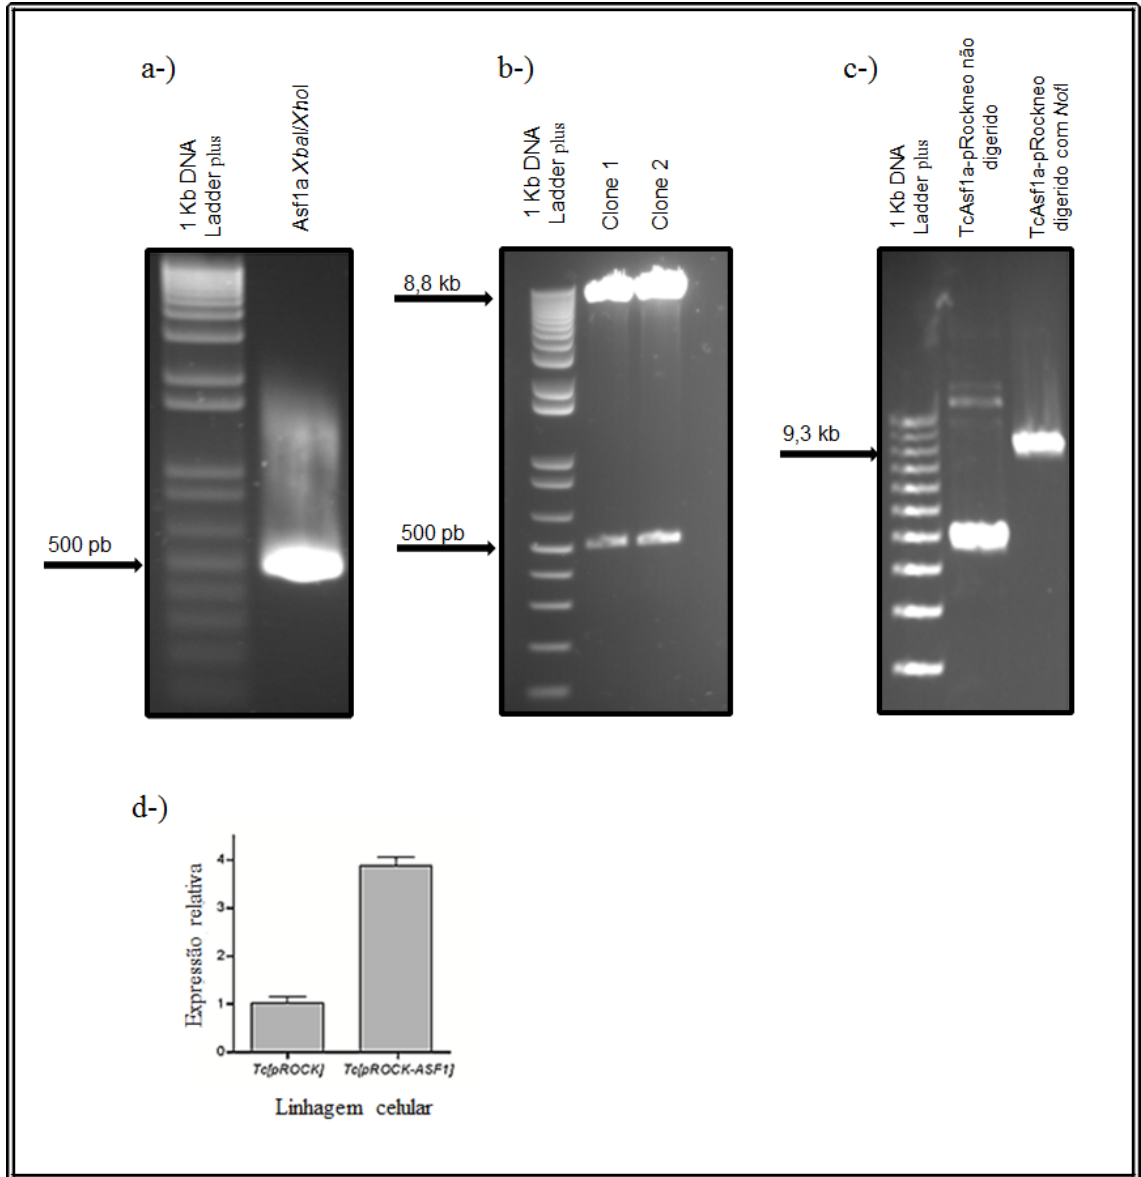 a-)
1 Kb DNA
Ladder plus
Asf1a XbaI/XhoI
500 pb
b-)
1 Kb DNA
Ladder plus
Clone 1
Clone 2
8,8 kb
500 pb
c-)
1 Kb DNA
Ladder plus
TcAsf1a-pRockneo não
digerido
TcAsf1a-pRockneo
digerido com NotI
9,3 kb
d-)
Expressão relativa
4
3
2
1
0
Tc[pROCK]
Tc[pROCK-ASF1]
Linhagem celular